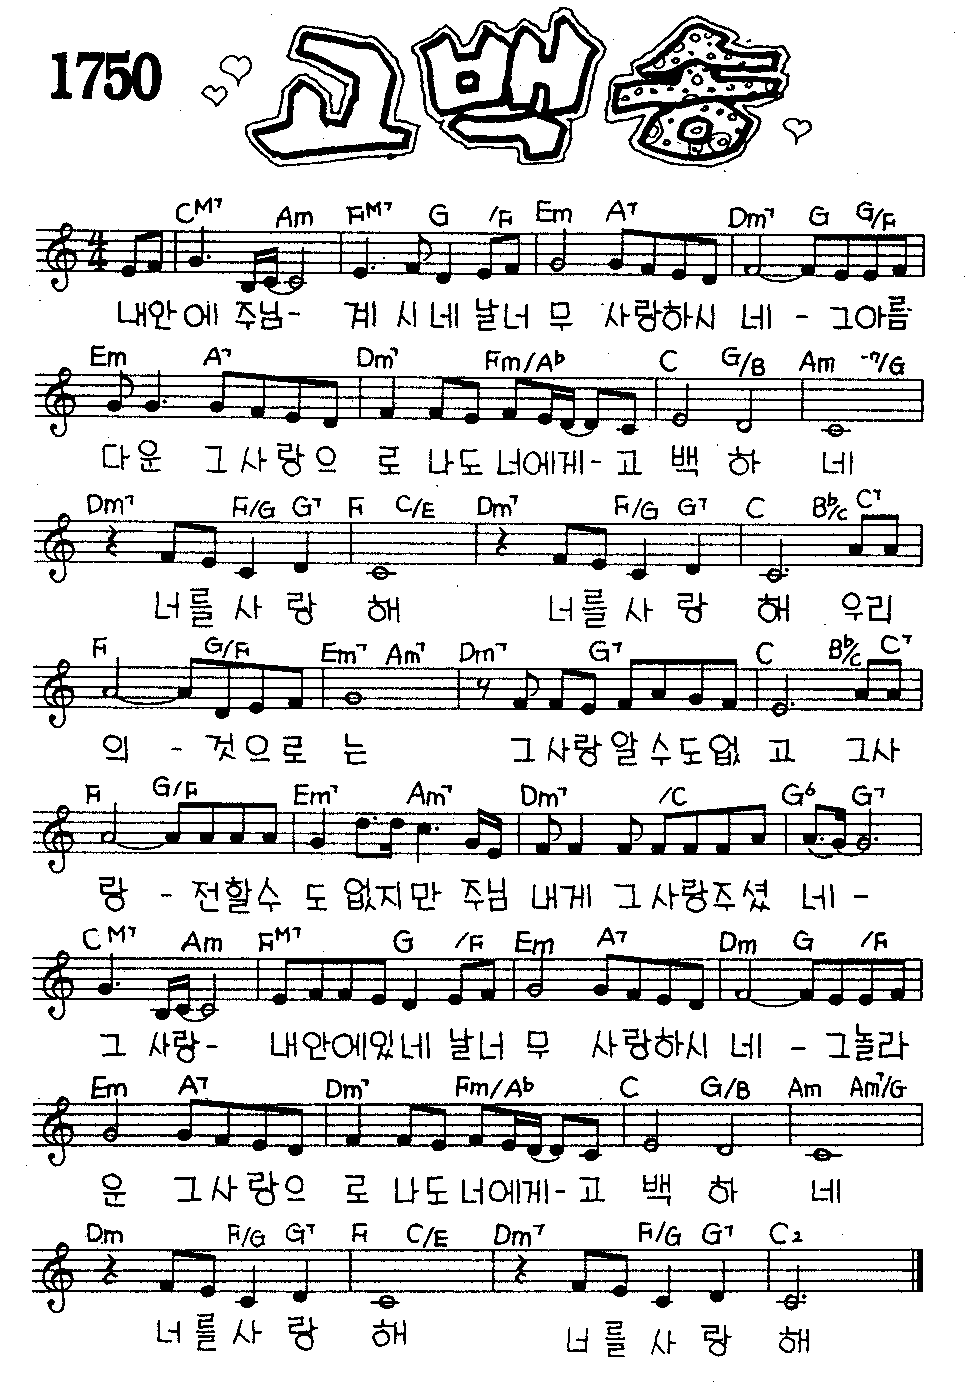 1750 고백송
CM7 Am FM7 G /F Em A7 Dm7 G G/F
내안에 주님- 계 시 네 날너 무 사랑하시 네 - 그아름
Em A7 Dm7 Fm/Ab C G/B Am -7/G
다운 그사랑으 로 나도 너에게-고 백 하 네
Dm7 F/G G7 F C/E Dm7 F/G G7 C Bb/C C7
너를 사 랑 해 너를 사 랑 해 우리
F G/F Em7 Am7 Dm7 G7 C Bb/C C7
의 - 것으로 는 그사랑알수도없 고 그사
F G/F Em7 Am7 Dm7 /C G6 G7
랑 - 전할수 도 없지만 주님 내게 그사랑주셨 네 -
CM7 Am FM7 G /F Em A7 Dm G /F
그 사랑- 내안에있네 날너 무 사랑하시 네 - 그놀라
Em A7 Dm7 Fm/Ab C G/B Am Am7/G
운 그사랑으 로 나도 너에게-고 백 하 네
Dm F/G G7 F C/E Dm7 F/G G7 C2
너를 사 랑 해 너를 사 랑 해